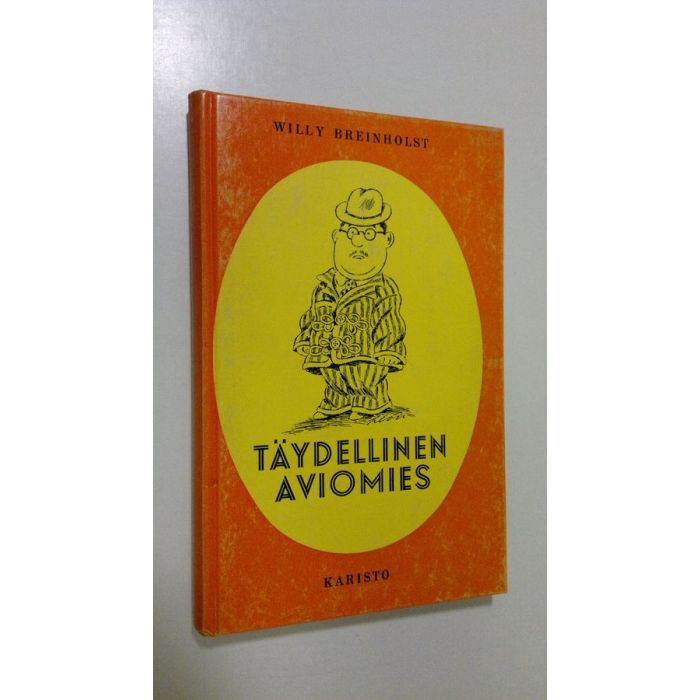 WILLY BREINHOLST
TÄYDELLINEN
AVIOMIES
KARISTO